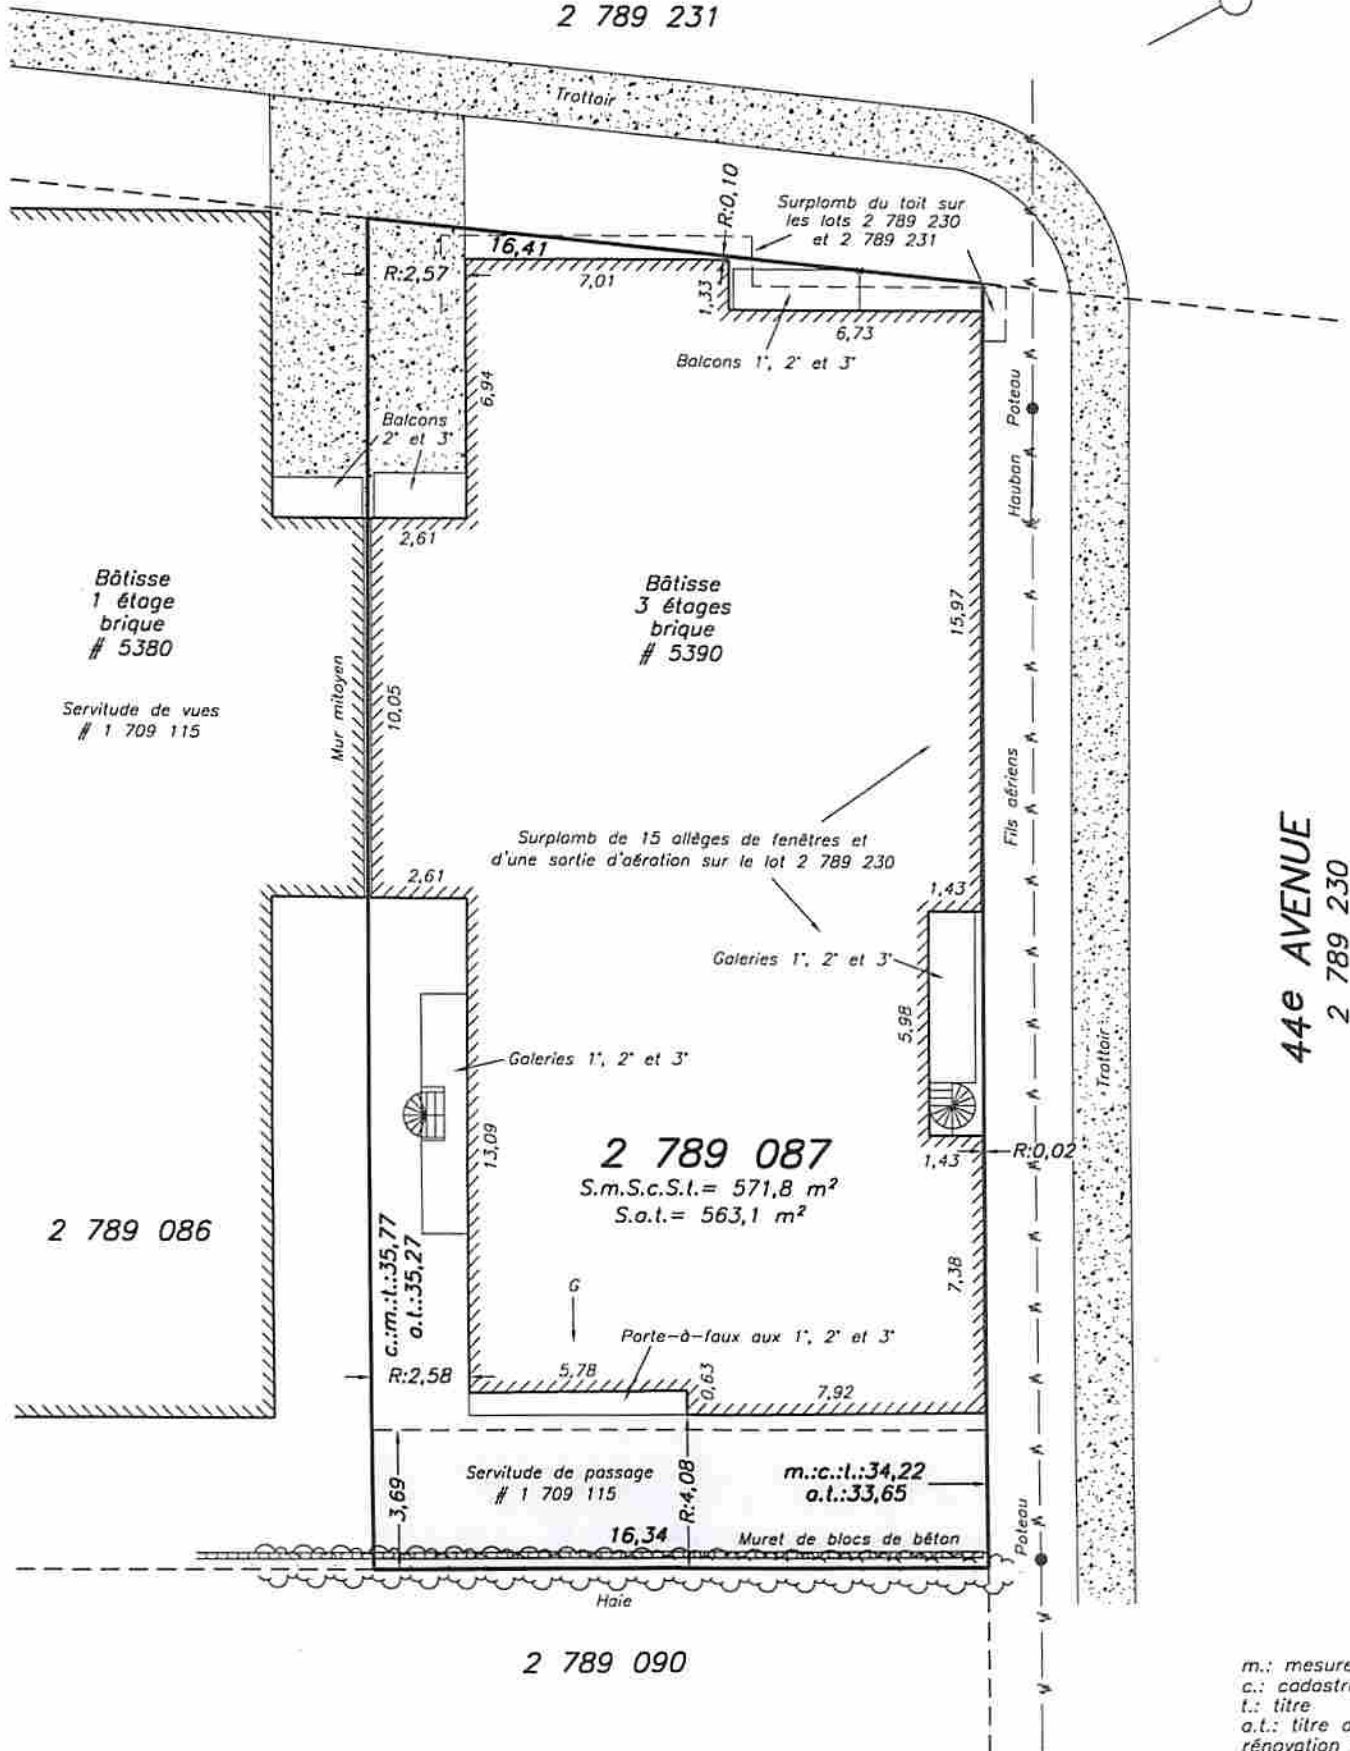 2 789 231
Trottoir
R:0,10
Surplomb du toit sur
les lots 2 789 230
et 2 789 231
16,41
R:2,57
7,01
1,33
6,73
Balcons 1°, 2° et 3°
6,94
Balcons
2° et 3°
2,61
Poteau
Hauban
Bâtisse
1 étage
brique
# 5380
Bâtisse
3 étages
brique
# 5390
15,97
Servitude de vues
# 1 709 115
Mur mitoyen
10,05
Fils aériens
Surplomb de 15 allèges de fenêtres et
d'une sortie d'aération sur le lot 2 789 230
2,61
1,43
44e AVENUE
2 789 230
Galeries 1°, 2° et 3°
5,98
Galeries 1°, 2° et 3°
Trottoir
13,09
2 789 087
S.m.S.c.S.t.= 571,8 m²
S.a.t.= 563,1 m²
1,43
R:0,02
2 789 086
c.:m.:t.:35,77
a.t.:35,27
7,38
G
Porte-à-faux aux 1°, 2° et 3°
R:2,58
5,78
0,63
7,92
3,69
Servitude de passage
# 1 709 115
R:4,08
m.:c.:t.:34,22
a.t.:33,65
16,34
Muret de blocs de béton
Poteau
Haie
2 789 090
m.: mesure
c.: cadastre
t.: titre
a.t.: titre
rénovation